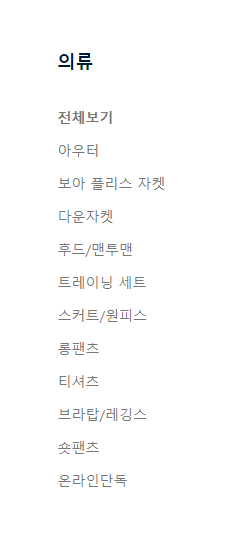 의류
전체보기
아우터
보아 플리스 자켓
다운자켓
후드/맨투맨
트레이닝 세트
스커트/원피스
롱팬츠
티셔츠
브라탑/레깅스
숏팬츠
온라인단독